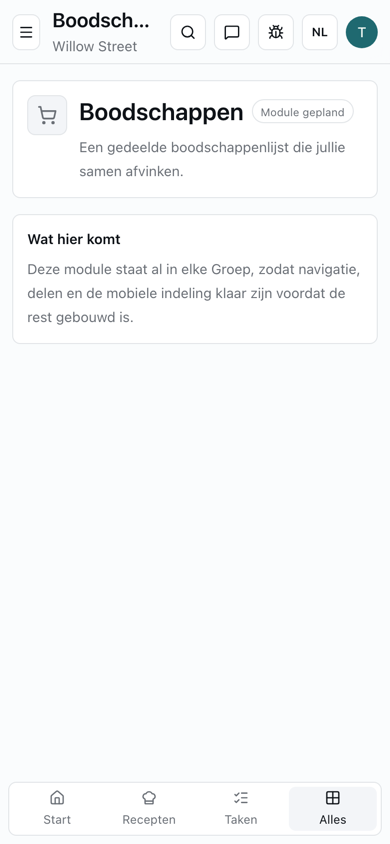 Boodsch...
Willow Street
NL
T
Boodschappen
Module gepland
Een gedeelde boodschappenlijst die jullie
samen afvinken.
Wat hier komt
Deze module staat al in elke Groep, zodat navigatie,
delen en de mobiele indeling klaar zijn voordat de
rest gebouwd is.
Start
Recepten
Taken
Alles